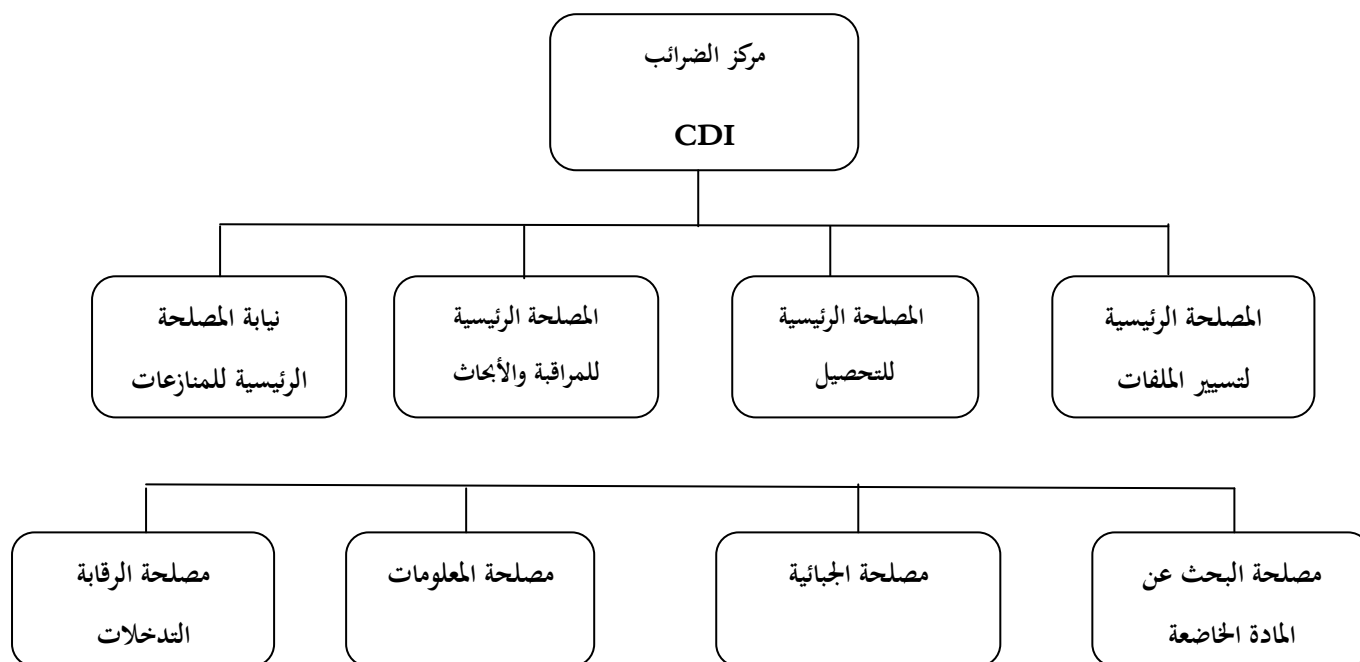 مركز الضرائب
CDI
المصلحة الرئيسية
لتسيير الملفات
المصلحة الرئيسية
للتحصيل
المصلحة الرئيسية
للمراقبة والأبحاث
نيابة المصلحة
الرئيسية للمنازعات
مصلحة البحث عن
المادة الخاضعة
مصلحة الجبائية
مصلحة المعلومات
مصلحة الرقابة
التدخلات